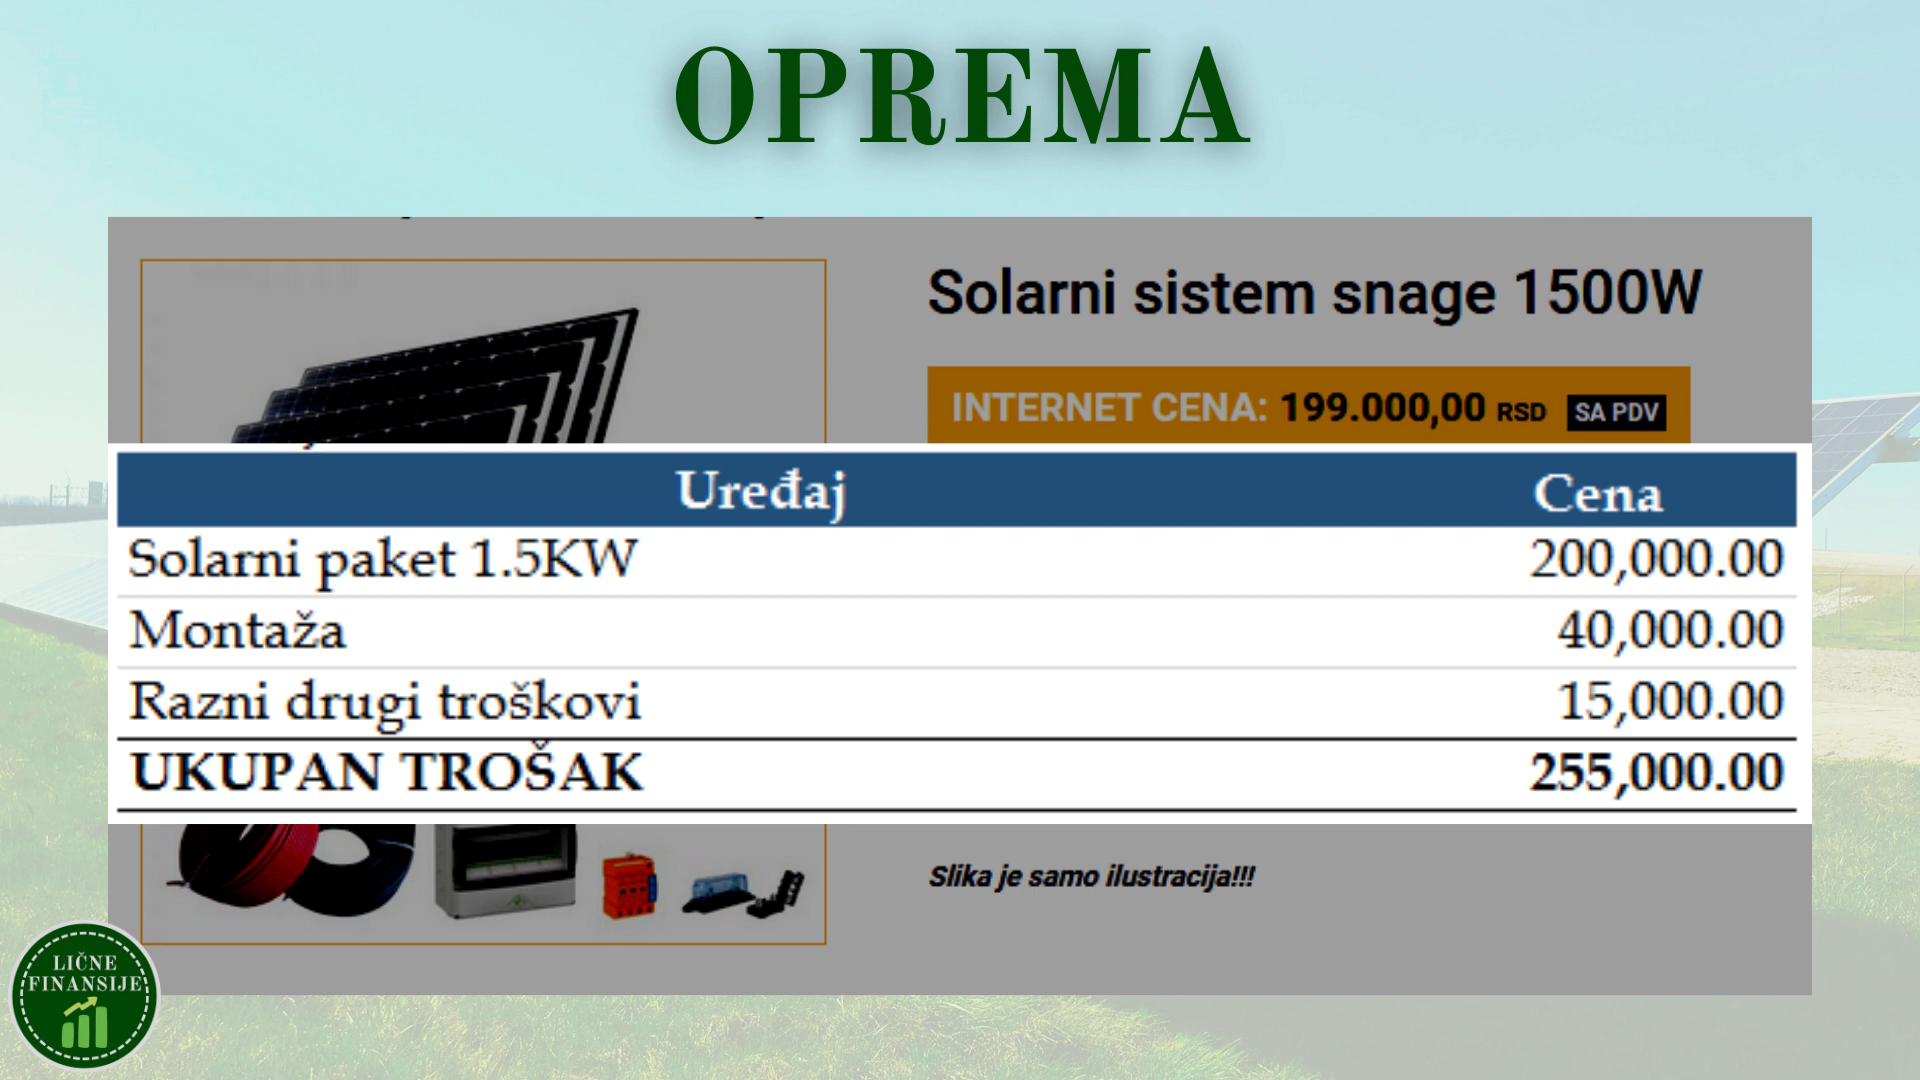 OPREMA
Solarni sistem snage 1500W
INTERNET CENA: 199.000,00 RSD SA PDV
Uređaj Cena
Solarni paket 1.5KW 200,000.00
Montaža 40,000.00
Razni drugi troškovi 15,000.00
UKUPAN TROŠAK 255,000.00
Slika je samo ilustracija!!!
LIČNE
FINANSIJE